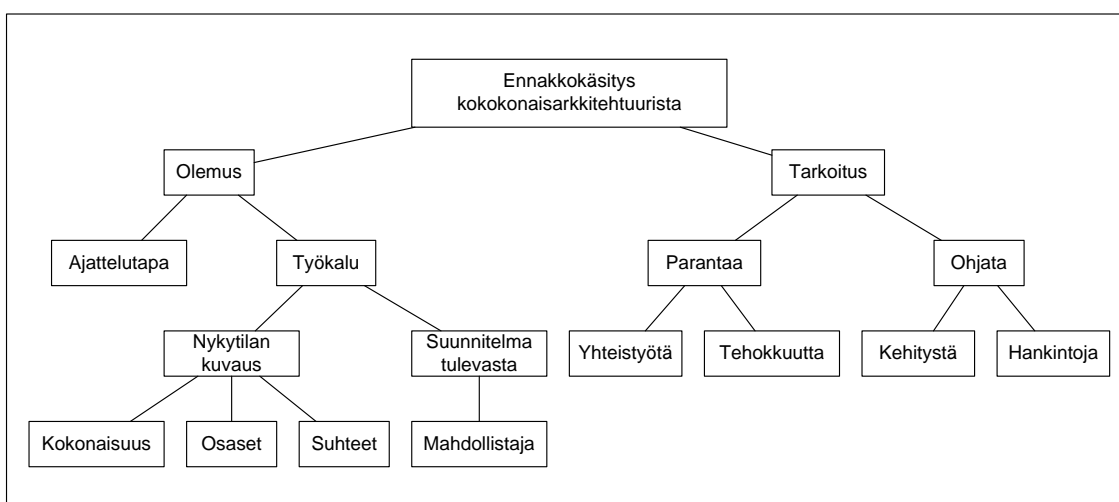 Ennakkokäsitys
kokokonaisarkkitehtuurista
Olemus
Tarkoitus
Ajattelutapa
Työkalu
Parantaa
Ohjata
Nykytilan
kuvaus
Suunnitelma
tulevasta
Yhteistyötä
Tehokkuutta
Kehitystä
Hankintoja
Kokonaisuus
Osaset
Suhteet
Mahdollistaja